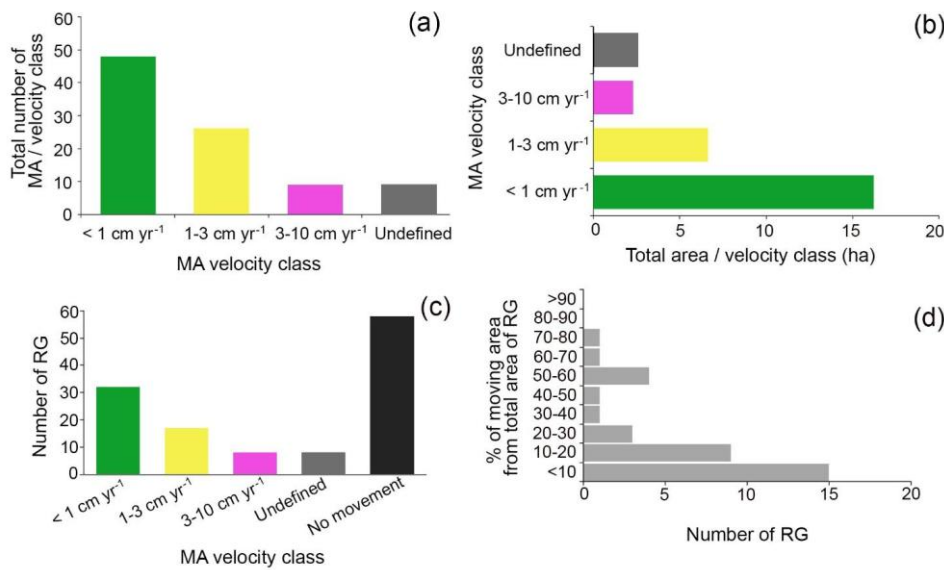 (a)
Total number of
MA / velocity class
60
50
40
30
20
10
0
< 1 cm yr⁻¹ 1-3 cm yr⁻¹ 3-10 cm yr⁻¹ Undefined
MA velocity class
(b)
MA velocity class
Undefined
3-10 cm yr⁻¹
1-3 cm yr⁻¹
< 1 cm yr⁻¹
0 5 10 15 20
Total area / velocity class (ha)
(c)
Number of RG
60
50
40
30
20
10
0
< 1 cm yr⁻¹ 1-3 cm yr⁻¹ 3-10 cm yr⁻¹ Undefined No movement
MA velocity class
(d)
% of moving area
from total area of RG
>90
80-90
70-80
60-70
50-60
40-50
30-40
20-30
10-20
<10
0 5 10 15 20
Number of RG